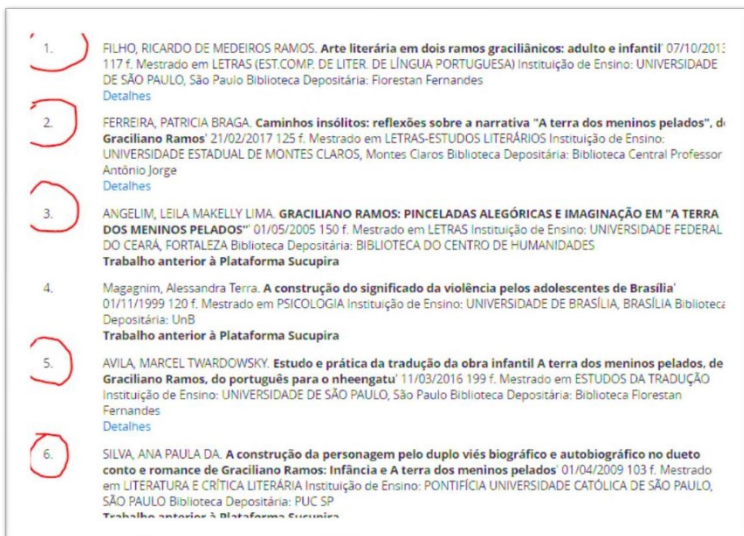 1. FILHO, RICARDO DE MEDEIROS RAMOS. Arte literária em dois ramos graciliânicos: adulto e infantil' 07/10/2013
117 f. Mestrado em LETRAS (EST.COMP. DE LITER. DE LÍNGUA PORTUGUESA) Instituição de Ensino: UNIVERSIDADE
DE SÃO PAULO, São Paulo Biblioteca Depositária: Florestan Fernandes
Detalhes
2. FERREIRA, PATRICIA BRAGA. Caminhos insólitos: reflexões sobre a narrativa "A terra dos meninos pelados", d
Graciliano Ramos' 21/02/2017 125 f. Mestrado em LETRAS-ESTUDOS LITERÁRIOS Instituição de Ensino:
UNIVERSIDADE ESTADUAL DE MONTES CLAROS, Montes Claros Biblioteca Depositária: Biblioteca Central Professor
Antônio Jorge
Detalhes
3. ANGELIM, LEILA MAKELLY LIMA. GRACILIANO RAMOS: PINCELADAS ALEGÓRICAS E IMAGINAÇÃO EM "A TERRA
DOS MENINOS PELADOS"' 01/05/2005 150 f. Mestrado em LETRAS Instituição de Ensino: UNIVERSIDADE FEDERAL
DO CEARÁ, FORTALEZA Biblioteca Depositária: BIBLIOTECA DO CENTRO DE HUMANIDADES
Trabalho anterior à Plataforma Sucupira
4. Magagnim, Alessandra Terra. A construção do significado da violência pelos adolescentes de Brasília'
01/11/1999 120 f. Mestrado em PSICOLOGIA Instituição de Ensino: UNIVERSIDADE DE BRASÍLIA, BRASÍLIA Biblioteca
Depositária: UnB
Trabalho anterior à Plataforma Sucupira
5. AVILA, MARCEL TWARDOWSKY. Estudo e prática da tradução da obra infantil A terra dos meninos pelados, de
Graciliano Ramos, do português para o nheengatu' 11/03/2016 199 f. Mestrado em ESTUDOS DA TRADUÇÃO
Instituição de Ensino: UNIVERSIDADE DE SÃO PAULO, São Paulo Biblioteca Depositária: Biblioteca Florestan
Fernandes
Detalhes
6. SILVA, ANA PAULA DA. A construção da personagem pelo duplo viés biográfico e autobiográfico no dueto
conto e romance de Graciliano Ramos: Infância e A terra dos meninos pelados' 01/04/2009 103 f. Mestrado
em LITERATURA E CRÍTICA LITERÁRIA Instituição de Ensino: PONTIFÍCIA UNIVERSIDADE CATÓLICA DE SÃO PAULO,
SÃO PAULO Biblioteca Depositária: PUC SP
Trabalho anterior à Plataforma Sucupira